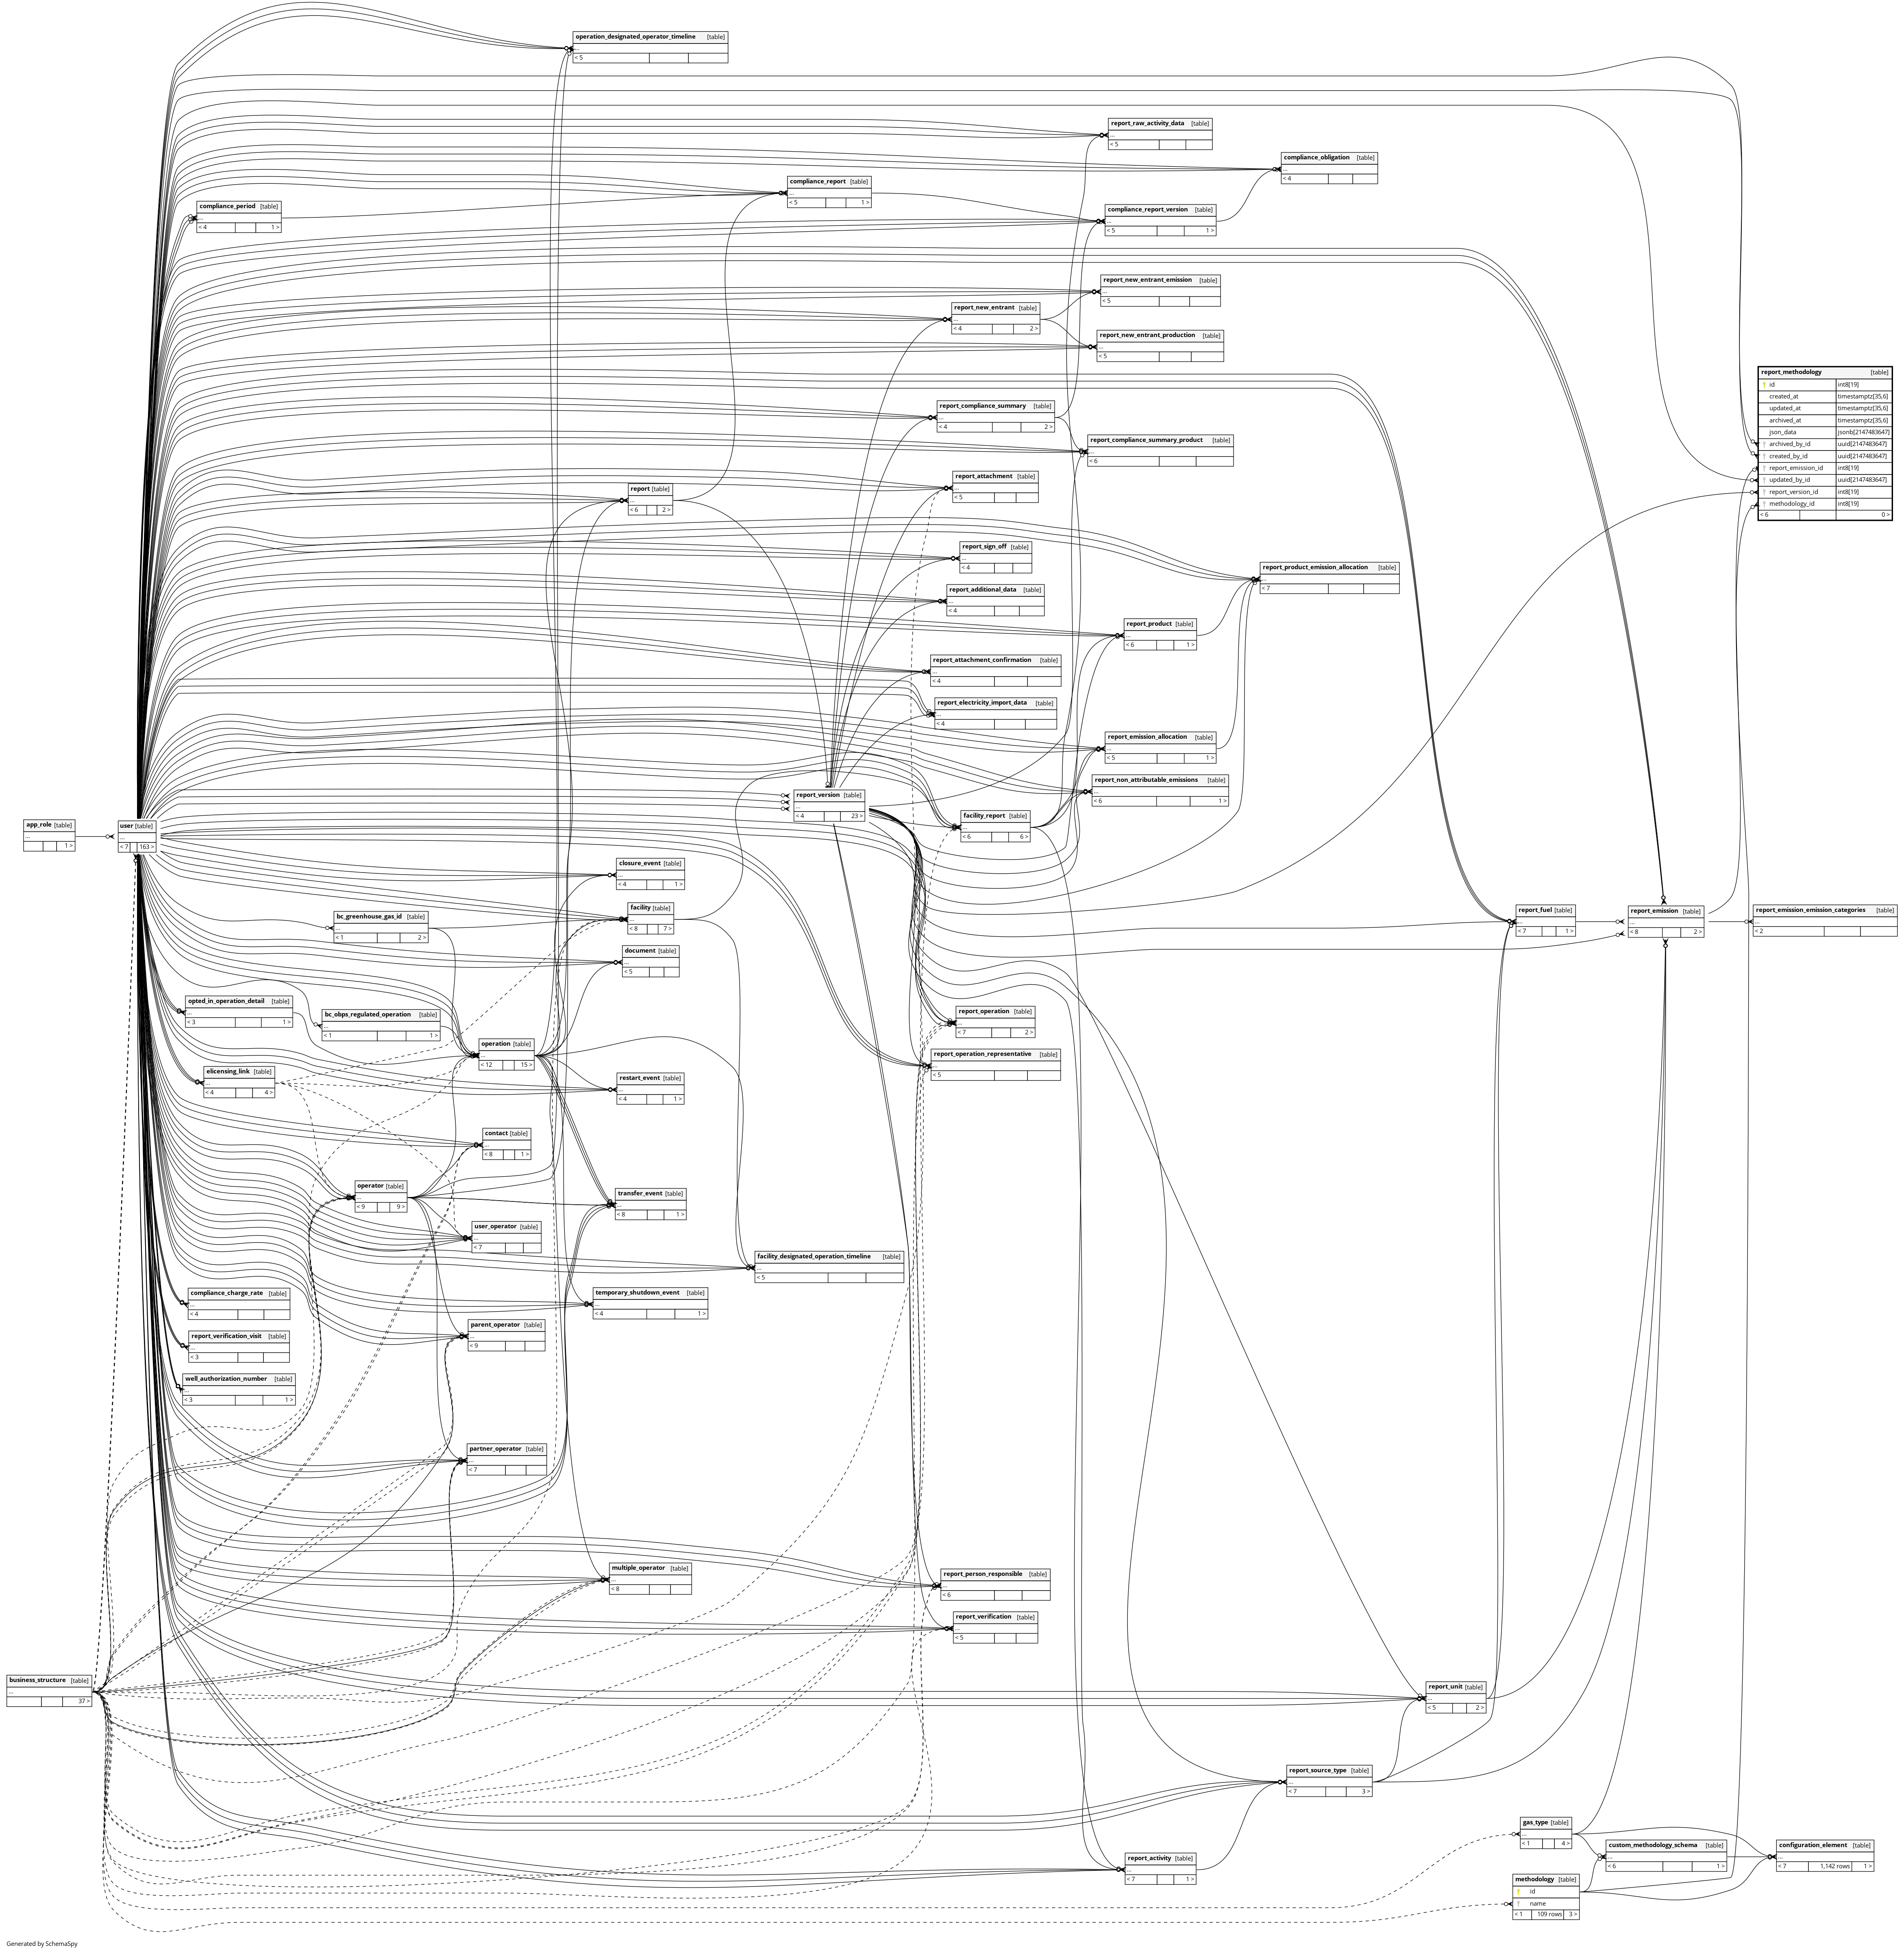 operation_designated_operator_timeline [table]
...
< 5
report_raw_activity_data [table]
...
< 5
compliance_obligation [table]
...
< 4
compliance_report [table]
...
< 5 1 >
compliance_period [table]
...
< 4 1 >
compliance_report_version [table]
...
< 5 1 >
report_new_entrant_emission [table]
...
< 5
report_new_entrant [table]
...
< 4 2 >
report_new_entrant_production [table]
...
< 5
report_methodology [table]
id int8[19]
created_at timestamptz[35,6]
updated_at timestamptz[35,6]
archived_at timestamptz[35,6]
json_data jsonb[2147483647]
archived_by_id uuid[2147483647]
created_by_id uuid[2147483647]
report_emission_id int8[19]
updated_by_id uuid[2147483647]
report_version_id int8[19]
methodology_id int8[19]
< 6 0 >
report_compliance_summary [table]
...
< 4 2 >
report_compliance_summary_product [table]
...
< 6
report_attachment [table]
...
< 5
report [table]
...
< 6 2 >
report_sign_off [table]
...
< 4
report_product_emission_allocation [table]
...
< 7
report_additional_data [table]
...
< 4
report_product [table]
...
< 6 1 >
report_attachment_confirmation [table]
...
< 4
report_electricity_import_data [table]
...
< 4
report_emission_allocation [table]
...
< 5 1 >
report_non_attributable_emissions [table]
...
< 6 1 >
report_version [table]
...
< 4 23 >
facility_report [table]
...
< 6 6 >
app_role [table]
...
1 >
user [table]
...
< 7 163 >
closure_event [table]
...
< 4 1 >
facility [table]
...
< 8 7 >
bc_greenhouse_gas_id [table]
...
< 1 2 >
report_fuel [table]
...
< 7 1 >
report_emission [table]
...
< 8 2 >
report_emission_emission_categories [table]
...
< 2
document [table]
...
< 5
opted_in_operation_detail [table]
...
< 3 1 >
bc_obps_regulated_operation [table]
...
< 1 1 >
report_operation [table]
...
< 7 2 >
operation [table]
...
< 12 15 >
report_operation_representative [table]
...
< 5
elicensing_link [table]
...
< 4 4 >
restart_event [table]
...
< 4 1 >
contact [table]
...
< 8 1 >
operator [table]
...
< 9 9 >
transfer_event [table]
...
< 8 1 >
user_operator [table]
...
< 7
facility_designated_operation_timeline [table]
...
< 5
compliance_charge_rate [table]
...
< 4
temporary_shutdown_event [table]
...
< 4 1 >
parent_operator [table]
...
< 9
report_verification_visit [table]
...
< 3
well_authorization_number [table]
...
< 3 1 >
partner_operator [table]
...
< 7
multiple_operator [table]
...
< 8
report_person_responsible [table]
...
< 6
report_verification [table]
...
< 5
business_structure [table]
...
37 >
report_unit [table]
...
< 5 2 >
report_source_type [table]
...
< 7 3 >
gas_type [table]
...
< 1 4 >
custom_methodology_schema [table]
...
< 6 1 >
configuration_element [table]
...
< 7 1,142 rows 1 >
report_activity [table]
...
< 7 1 >
methodology [table]
id
name
< 1 109 rows 3 >
Generated by SchemaSpy